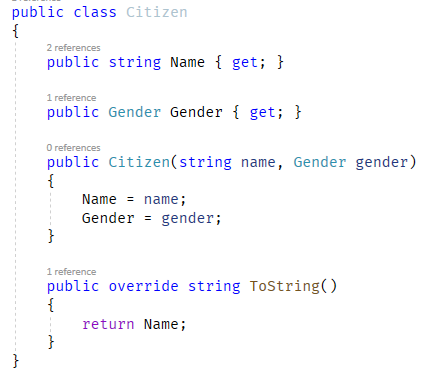 public class Citizen
{
2 references
public string Name { get; }
1 reference
public Gender Gender { get; }
0 references
public Citizen(string name, Gender gender)
{
Name = name;
Gender = gender;
}
1 reference
public override string ToString()
{
return Name;
}
}